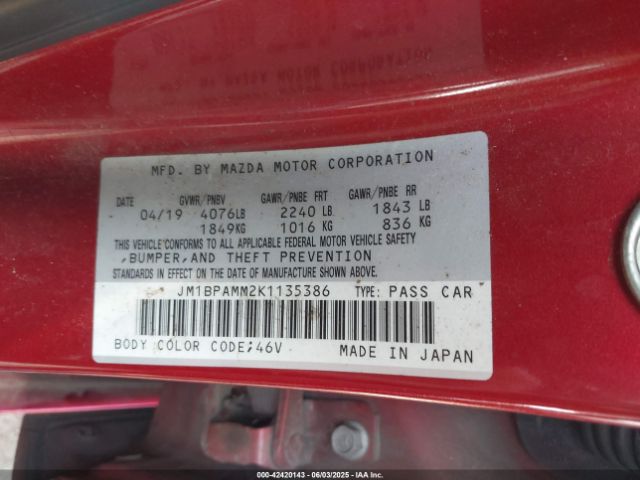 MFD. BY MAZDA MOTOR CORPORATION
DATE GVWR/PNBV GAWR/PNBE FRT GAWR/PNBE RR
04/19 4076LB 2240 LB 1843 LB
1849KG 1016 KG 836 KG
THIS VEHICLE CONFORMS TO ALL APPLICABLE FEDERAL MOTOR VEHICLE SAFETY
,BUMPER,AND THEFT PREVENTION
STANDARDS IN EFFECT ON THE DATE OF MANUFACTURE SHOWN ABOVE.
JM1BPAMM2K1135386 TYPE: PASS CAR
BODY COLOR CODE:46V MADE IN JAPAN
000-42420143 - 06/03/2025 - IAAI.com